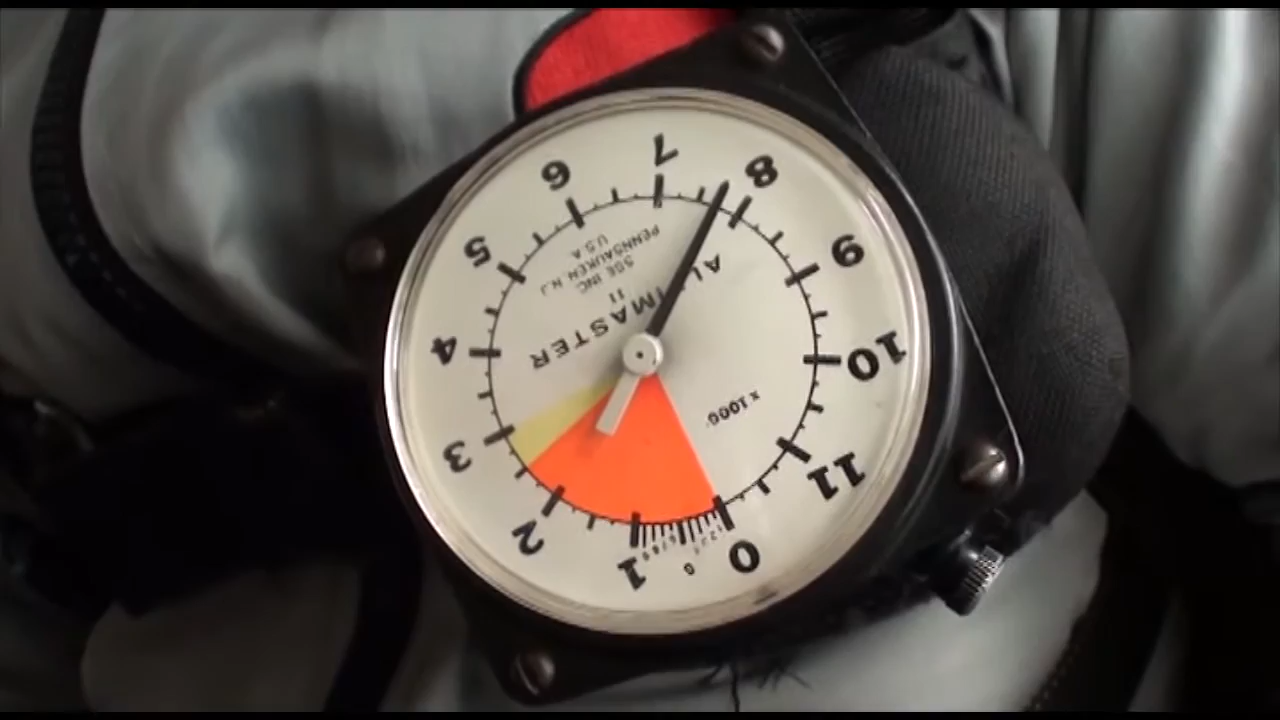 0
1
2
3
4
5
6
7
8
9
10
11
x 1000'
ALTIMASTER
II
SSE INC.
PENNSAUKEN N.J.
U.S.A.